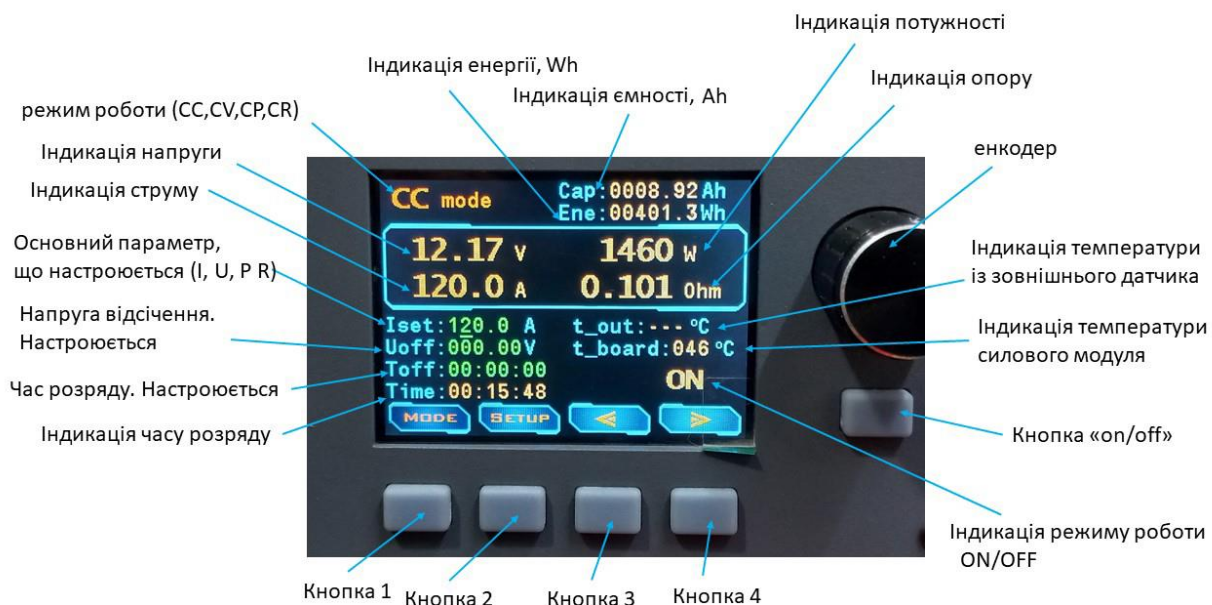 Індикація потужності
Індикація енергії, Wh
Індикація ємності, Ah
Індикація опору
режим роботи (CC,CV,CP,CR)
Індикація напруги
Індикація струму
Основний параметр,
що настроюється (I, U, P R)
Напруга відсічення.
Настроюється
Час розряду. Настроюється
Індикація часу розряду
енкодер
Індикація температури
із зовнішнього датчика
Індикація температури
силового модуля
Кнопка «on/off»
Індикація режиму роботи
ON/OFF
CC mode
Cap:0008.92Ah
Ene:00401.3Wh
12.17 V 1460 W
120.0 A 0.101 Ohm
Iset:120.0 A t_out:--- °C
Uoff:000.00V t_board:046 °C
Toff:00:00:00
ON
Time:00:15:48
MODE SETUP < >
Кнопка 1 Кнопка 2 Кнопка 3 Кнопка 4